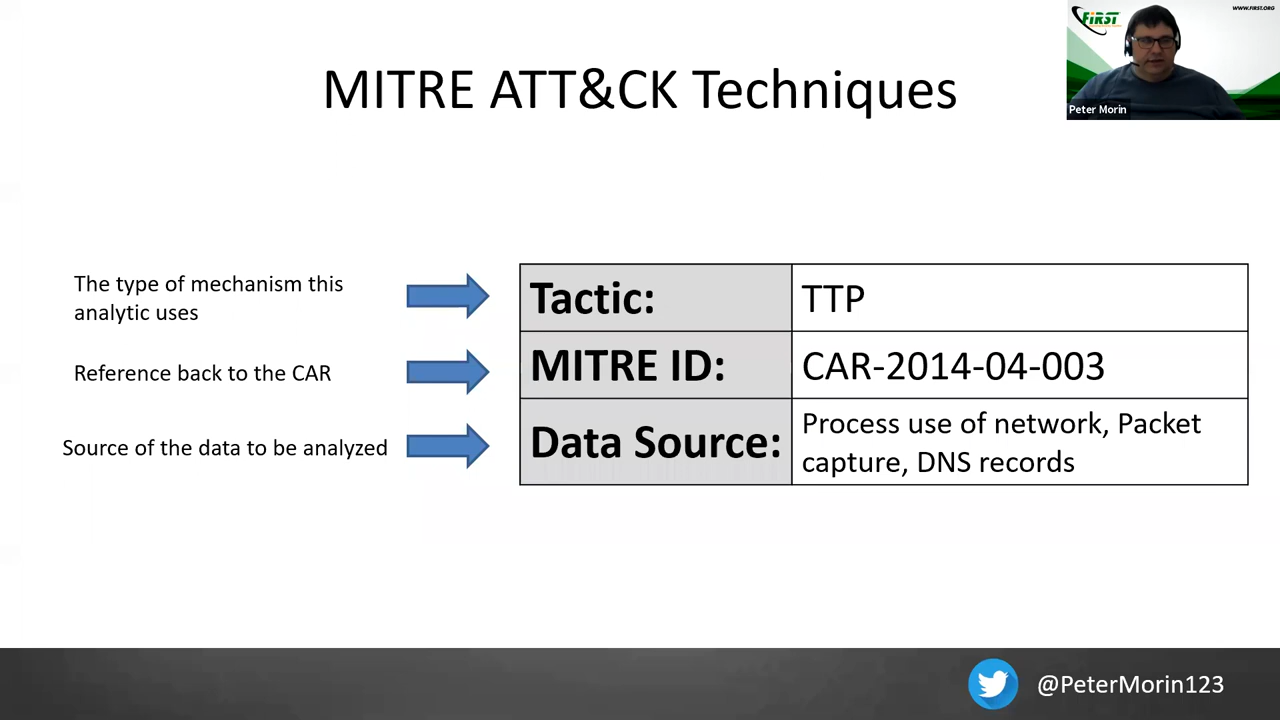 FIRST
WWW.FIRST.ORG
Peter Morin
MITRE ATT&CK Techniques
The type of mechanism this
analytic uses
Tactic:
TTP
Reference back to the CAR
MITRE ID:
CAR-2014-04-003
Source of the data to be analyzed
Data Source:
Process use of network, Packet
capture, DNS records
@PeterMorin123